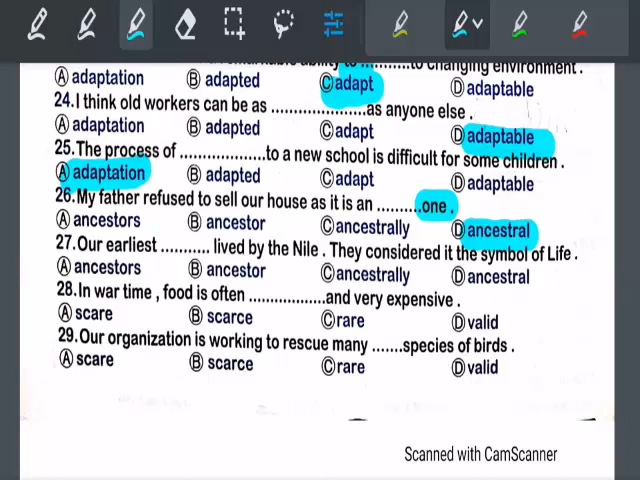 ability to ..........to changing environment.
Ⓐ adaptation Ⓑ adapted Ⓒ adapt Ⓓ adaptable
24.I think old workers can be as ......................as anyone else .
Ⓐ adaptation Ⓑ adapted Ⓒ adapt Ⓓ adaptable
25.The process of ....................to a new school is difficult for some children .
Ⓐ adaptation Ⓑ adapted Ⓒ adapt Ⓓ adaptable
26.My father refused to sell our house as it is an ..........one .
Ⓐ ancestors Ⓑ ancestor Ⓒ ancestrally Ⓓ ancestral
27.Our earliest ........... lived by the Nile . They considered it the symbol of Life .
Ⓐ ancestors Ⓑ ancestor Ⓒ ancestrally Ⓓ ancestral
28.In war time , food is often ..................and very expensive .
Ⓐ scare Ⓑ scarce Ⓒ rare Ⓓ valid
29.Our organization is working to rescue many .......species of birds .
Ⓐ scare Ⓑ scarce Ⓒ rare Ⓓ valid
Scanned with CamScanner